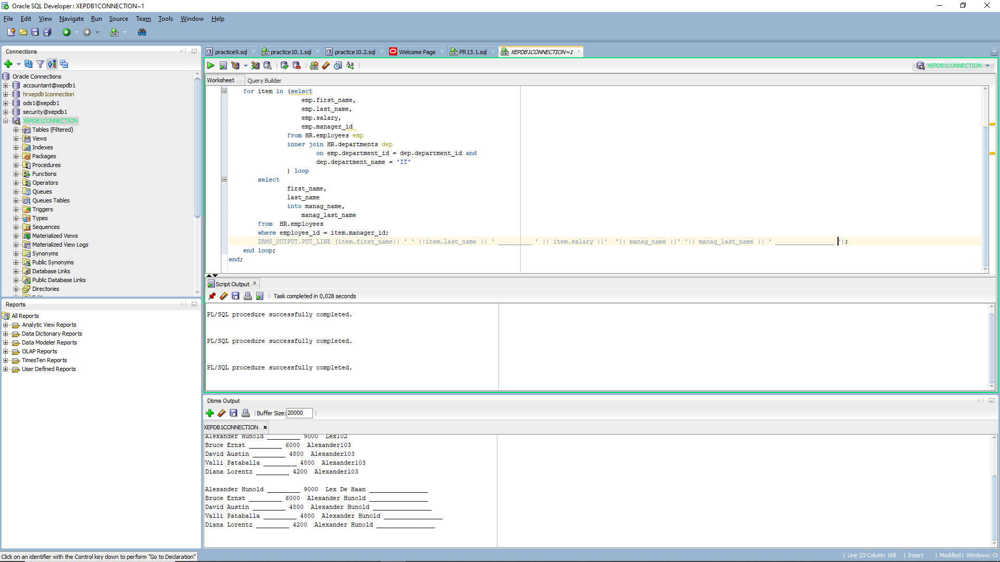 Oracle SQL Developer : XEPDB1CONNECTION~1
File Edit View Navigate Run Source Team Tools Window Help
Connections
Oracle Connections
accountant@xepdb1
hrxepdb1connection
ods1@xepdb1
security@xepdb1
XEPDB1CONNECTION
Tables (Filtered)
Views
Indexes
Packages
Procedures
Functions
Operators
Queues
Queues Tables
Triggers
Types
Sequences
Materialized Views
Materialized View Logs
Synonyms
Public Synonyms
Database Links
Public Database Links
Directories
Reports
All Reports
Analytic View Reports
Data Dictionary Reports
Data Modeler Reports
OLAP Reports
TimesTen Reports
User Defined Reports
practice9.sql practice10.1.sql practice10.2.sql Welcome Page PR13.1.sql XEPDB1CONNECTION~1
XEPDB1CONNECTION
Worksheet Query Builder
for item in (select
emp.first_name,
emp.last_name,
emp.salary,
emp.manager_id
from HR.employees emp
inner join HR.departments dep
on emp.department_id = dep.department_id and
dep.department_name = 'IT'
) loop
select
first_name,
last_name
into manag_name,
manag_last_name
from  HR.employees
where employee_id = item.manager_id;
DBMS_OUTPUT.PUT_LINE (item.first_name|| ' ' ||item.last_name || ' _________ ' || item.salary ||'  '|| manag_name ||' '|| manag_last_name || ' ________________ ');
end loop;
end;
Script Output
Task completed in 0,028 seconds
PL/SQL procedure successfully completed.
PL/SQL procedure successfully completed.
PL/SQL procedure successfully completed.
Dbms Output
Buffer Size: 20000
XEPDB1CONNECTION
Alexander Hunold _________ 9000  Lex102
Bruce Ernst _________ 6000  Alexander103
David Austin _________ 4800  Alexander103
Valli Pataballa _________ 4800  Alexander103
Diana Lorentz _________ 4200  Alexander103
Alexander Hunold _________ 9000  Lex De Haan ________________
Bruce Ernst _________ 6000  Alexander Hunold ________________
David Austin _________ 4800  Alexander Hunold ________________
Valli Pataballa _________ 4800  Alexander Hunold ________________
Diana Lorentz _________ 4200  Alexander Hunold ________________
Click on an identifier with the Control key down to perform "Go to Declaration"
Line 23 Column 168 | Insert | Modified | Windows: